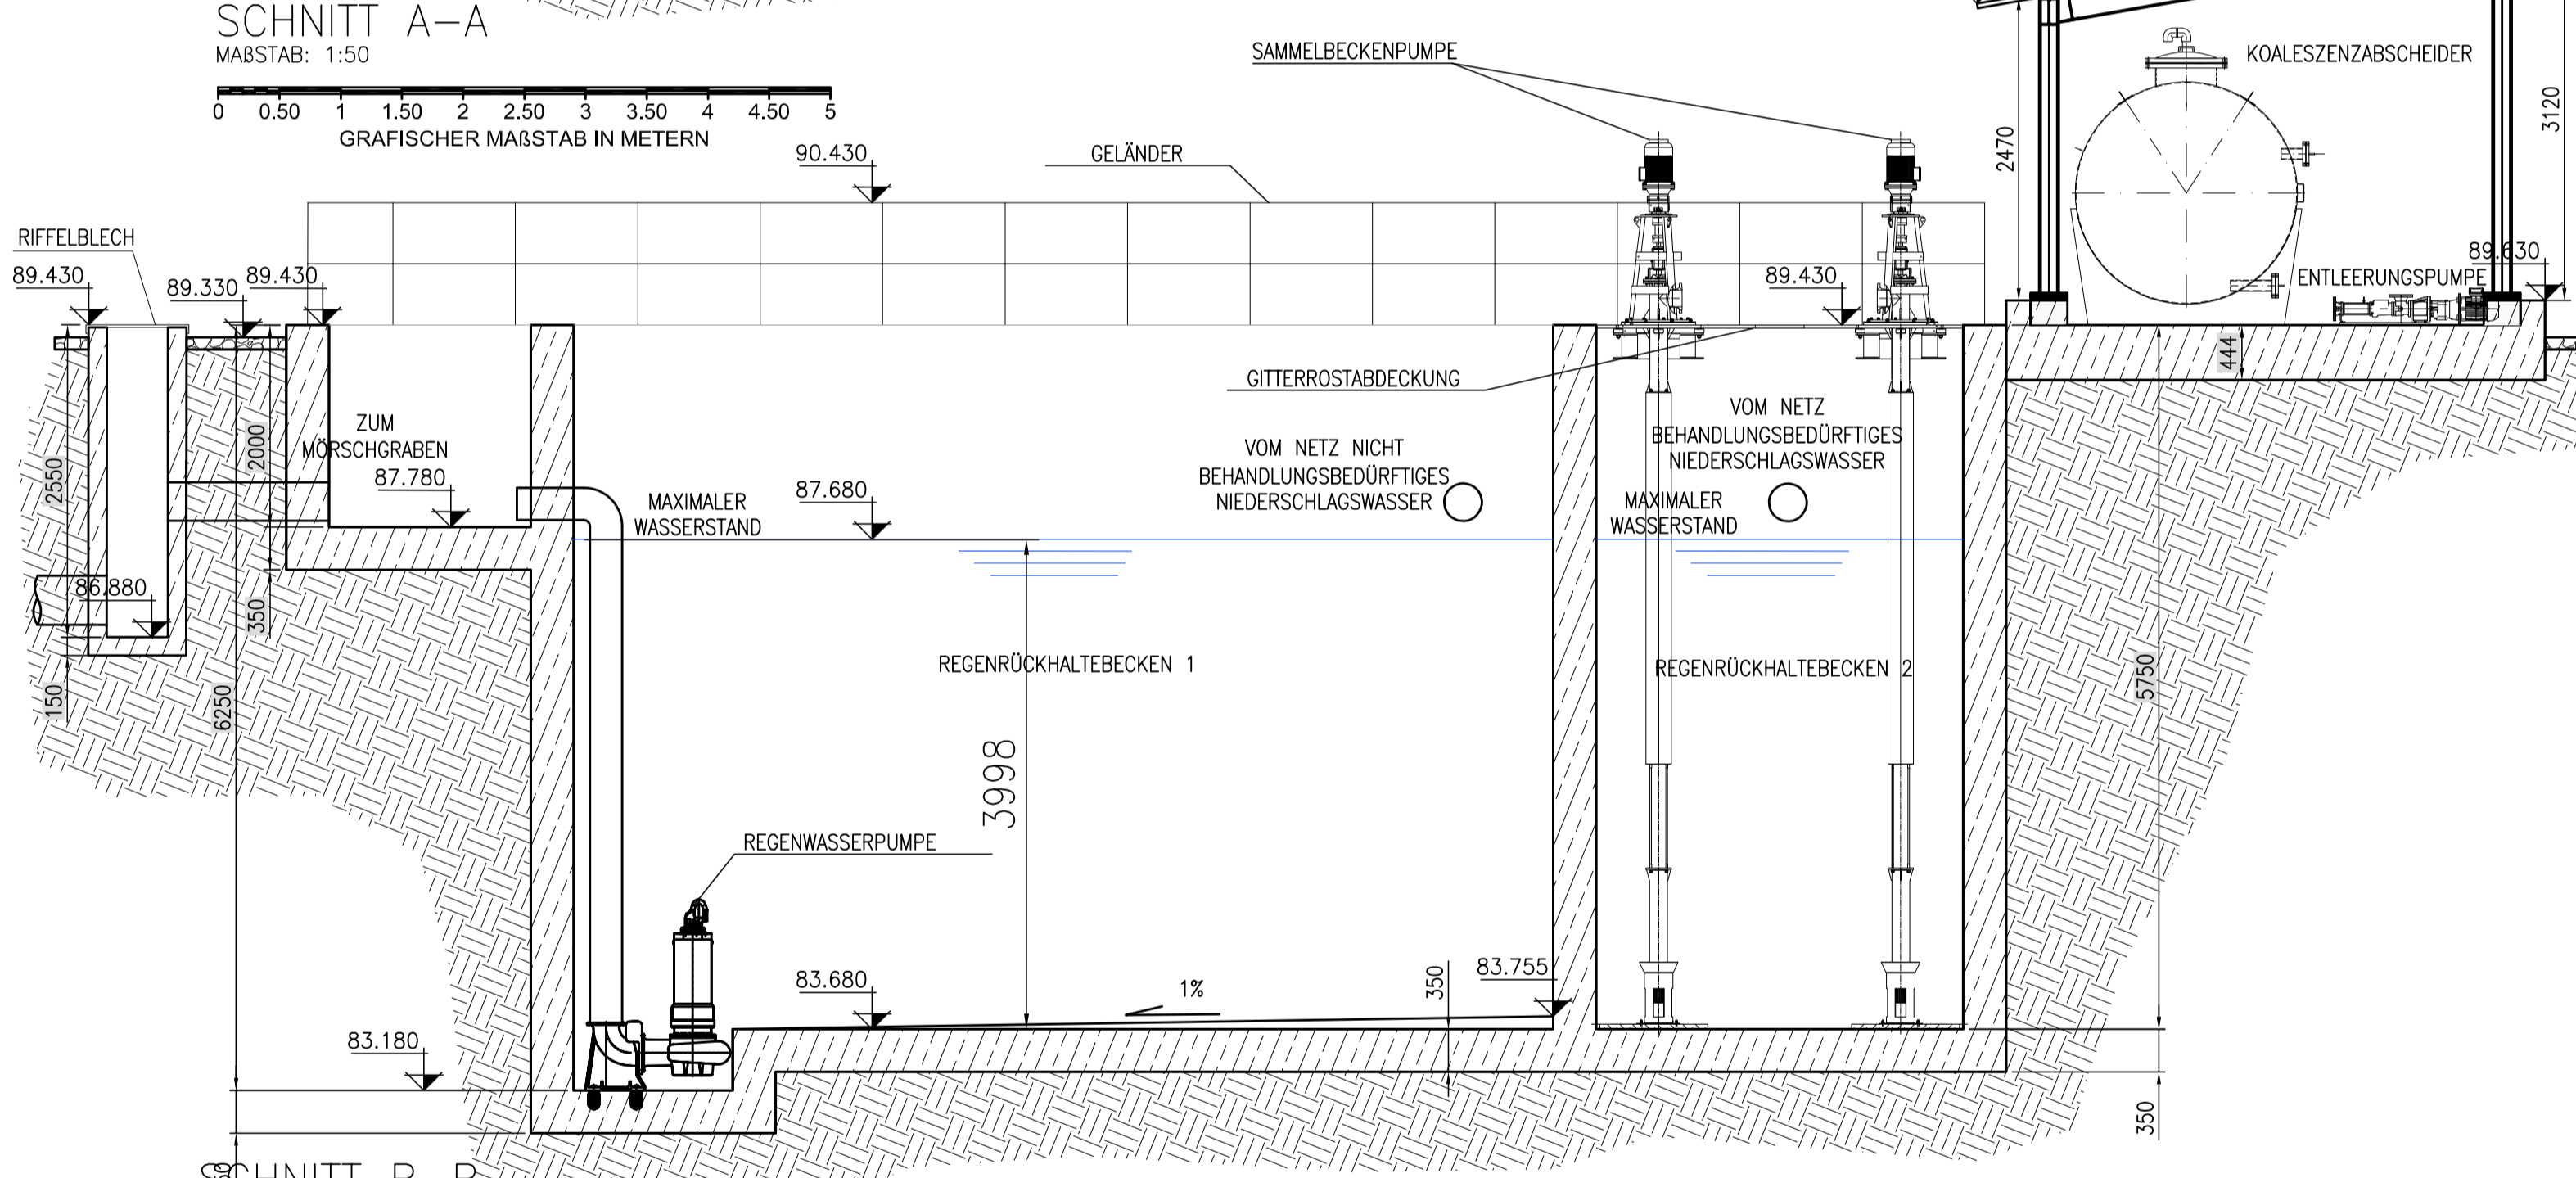 SCHNITT A-A
MAßSTAB: 1:50
0 0.50 1 1.50 2 2.50 3 3.50 4 4.50 5
GRAFISCHER MAßSTAB IN METERN
SAMMELBECKENPUMPE
KOALESZENZABSCHEIDER
2470
3120
90.430
GELÄNDER
RIFFELBLECH
89.430
89.330
89.430
89.430
89.630
ENTLEERUNGSPUMPE
GITTERROSTABDECKUNG
444
ZUM
MÖRSCHGRABEN
87.780
2550
2000
MAXIMALER
WASSERSTAND
87.680
VOM NETZ NICHT
BEHANDLUNGSBEDÜRFTIGES
NIEDERSCHLAGSWASSER
VOM NETZ
BEHANDLUNGSBEDÜRFTIGES
NIEDERSCHLAGSWASSER
MAXIMALER
WASSERSTAND
86.880
350
150
6250
REGENRÜCKHALTEBECKEN 1
REGENRÜCKHALTEBECKEN 2
5750
3998
REGENWASSERPUMPE
83.680
1%
350
83.755
83.180
350
SCHNITT B-B